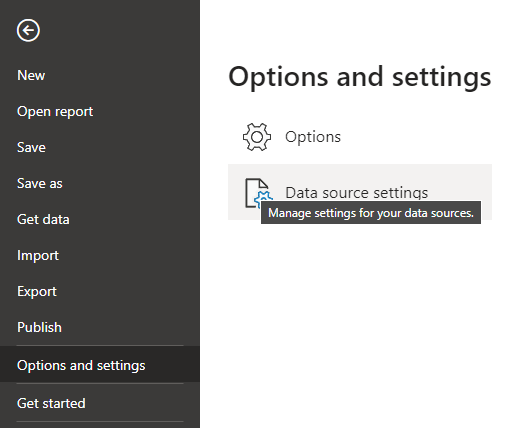 New
Open report
Save
Save as
Get data
Import
Export
Publish
Options and settings
Get started
Options and settings
Options
Data source settings
Manage settings for your data sources.